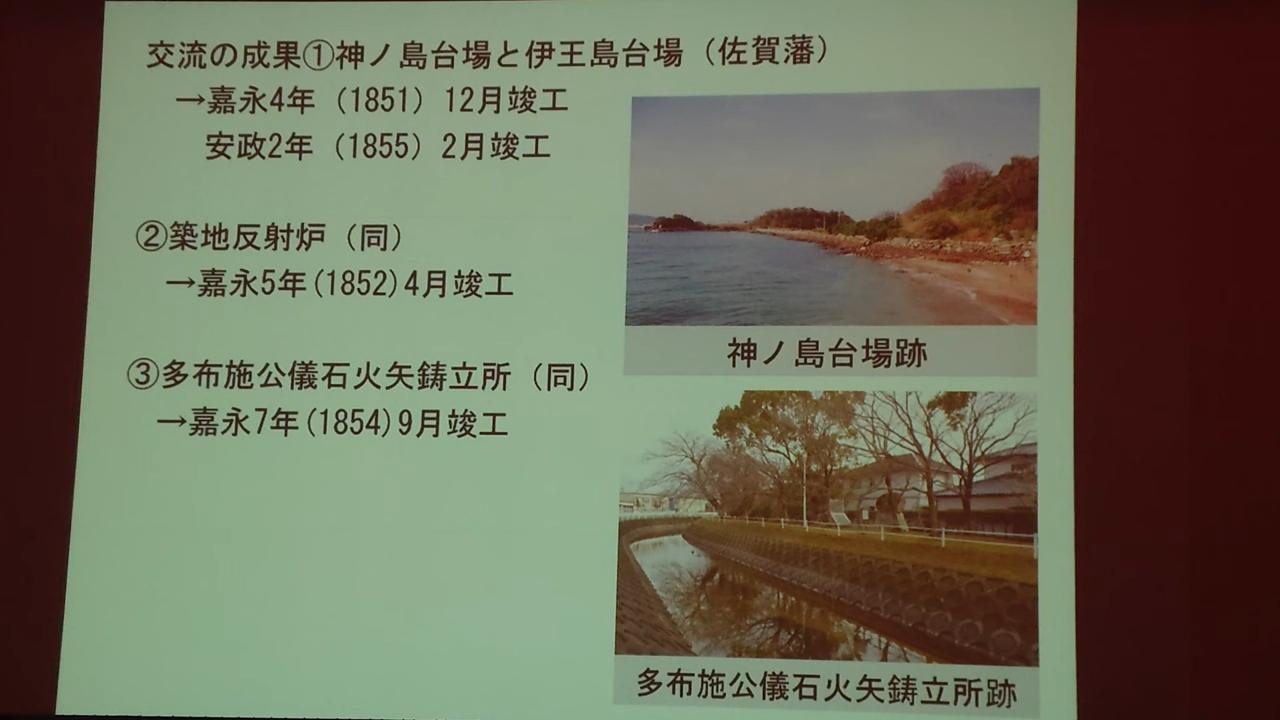 交流の成果①神ノ島台場と伊王島台場（佐賀藩）
→嘉永4年（1851）12月竣工
安政2年（1855）2月竣工
②築地反射炉（同）
→嘉永5年(1852)4月竣工
③多布施公儀石火矢鋳立所（同）
→嘉永7年(1854)9月竣工
神ノ島台場跡
多布施公儀石火矢鋳立所跡